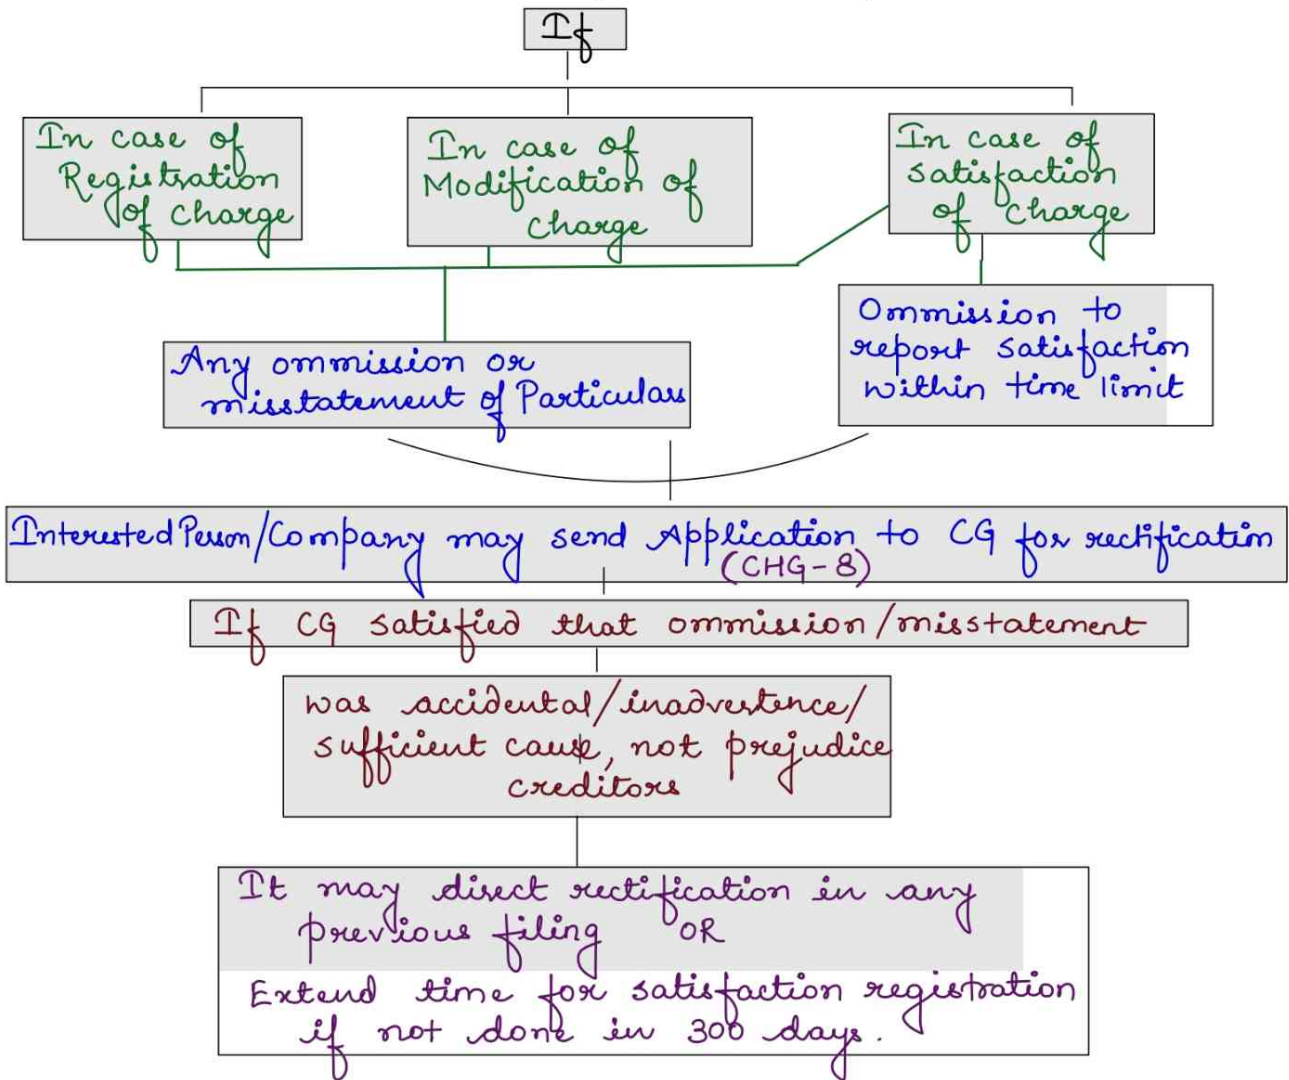 If
In case of
Registration
of charge
In case of
Modification of
charge
In case of
satisfaction
of charge
Any ommission or
misstatement of Particulars
Ommission to
report satisfaction
within time limit
Interested Person/Company may send Application to CG for rectification
(CHG-8)
If CG satisfied that ommission/misstatement
was accidental/inadvertence/
sufficient cause, not prejudice
creditors
It may direct rectification in any
previous filing OR
Extend time for satisfaction registration
if not done in 300 days.